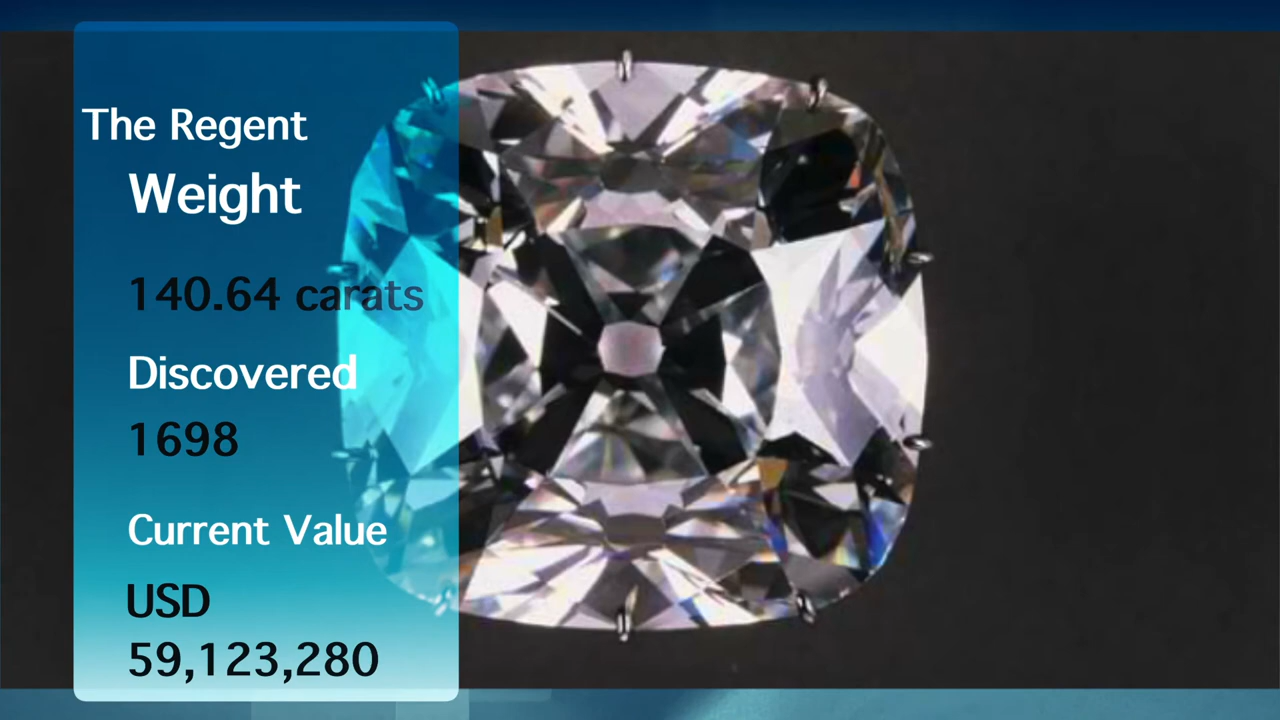 The Regent
Weight
140.64 carats
Discovered
1698
Current Value
USD
59,123,280